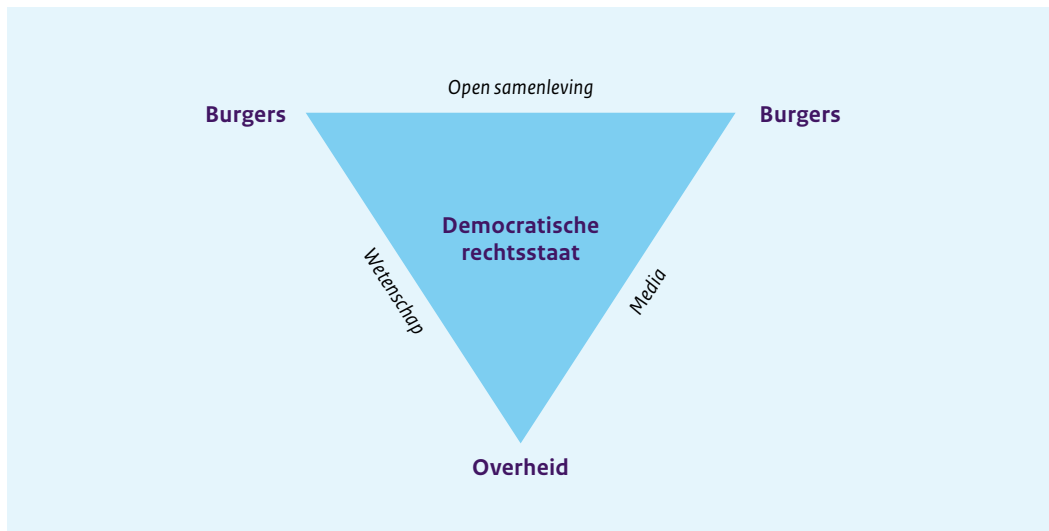 Open samenleving
Burgers
Burgers
Democratische
rechtsstaat
Wetenschap
Media
Overheid